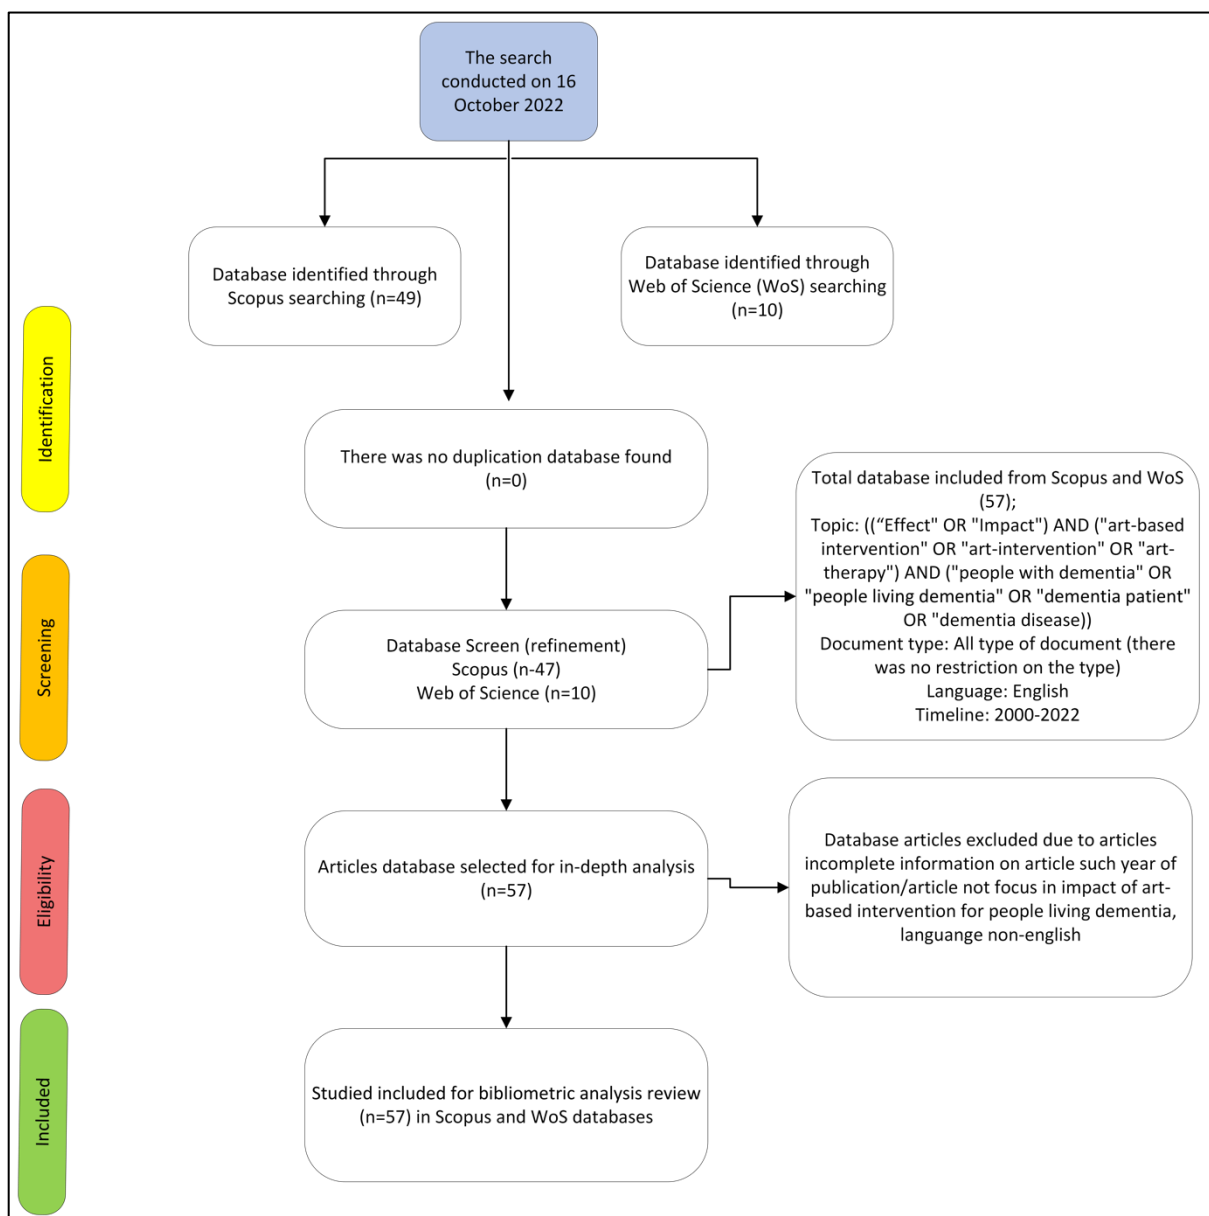 The search
conducted on 16
October 2022
Database identified through
Scopus searching (n=49)
Database identified through
Web of Science (WoS) searching
(n=10)
Identification
There was no duplication database found
(n=0)
Total database included from Scopus and WoS
(57);
Topic: ((“Effect" OR "Impact") AND ("art-based
intervention" OR "art-intervention" OR "art-
therapy") AND ("people with dementia" OR
"people living dementia" OR "dementia patient"
OR "dementia disease))
Document type: All type of document (there
was no restriction on the type)
Language: English
Timeline: 2000-2022
Screening
Database Screen (refinement)
Scopus (n-47)
Web of Science (n=10)
Eligibility
Articles database selected for in-depth analysis
(n=57)
Database articles excluded due to articles
incomplete information on article such year of
publication/article not focus in impact of art-
based intervention for people living dementia,
languange non-english
Included
Studied included for bibliometric analysis review
(n=57) in Scopus and WoS databases